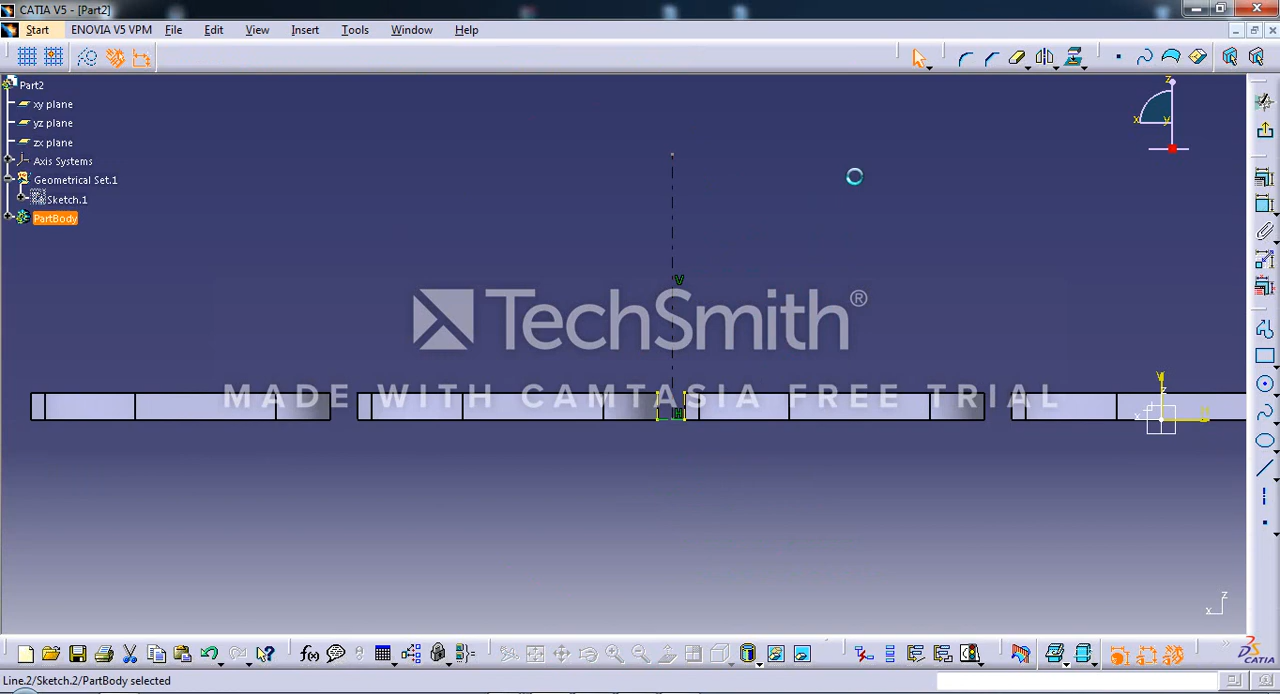 CATIA V5 - [Part2]
Start ENOVIA V5 VPM File Edit View Insert Tools Window Help
Part2
xy plane
yz plane
zx plane
Axis Systems
Geometrical Set.1
Sketch.1
PartBody
z
x y
V
TechSmith®
MADE WITH CAMTASIA FREE TRIAL
H
Y
z
x
f(x)
z
x
CATIA
Line.2/Sketch.2/PartBody selected